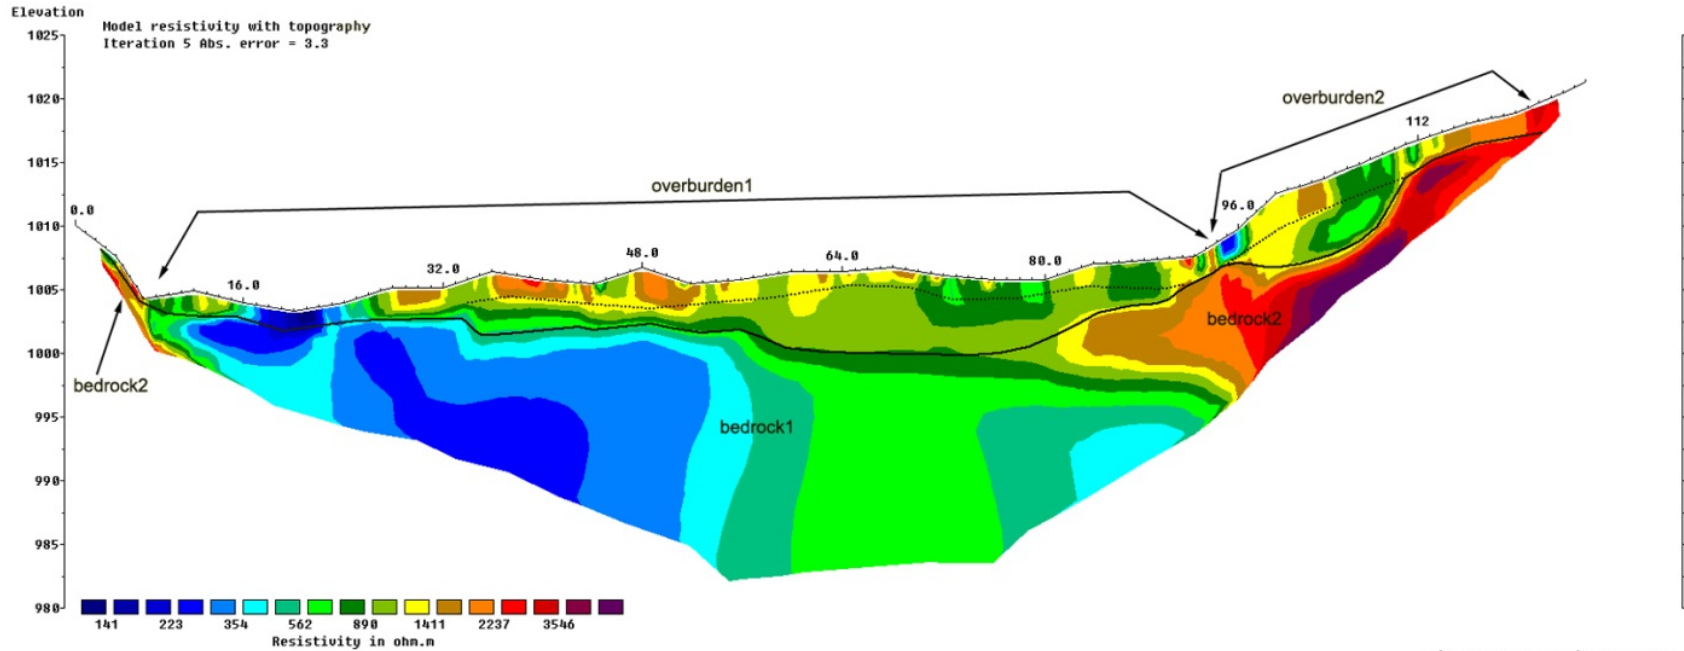 Elevation
Model resistivity with topography
Iteration 5 Abs. error = 3.3
1025
1020
1015
1010
1005
1000
995
990
985
980
overburden2
112
overburden1
0.0
96.0
48.0
64.0
80.0
32.0
16.0
bedrock2
bedrock2
bedrock1
141 223 354 562 890 1411 2237 3546
Resistivity in ohm.m